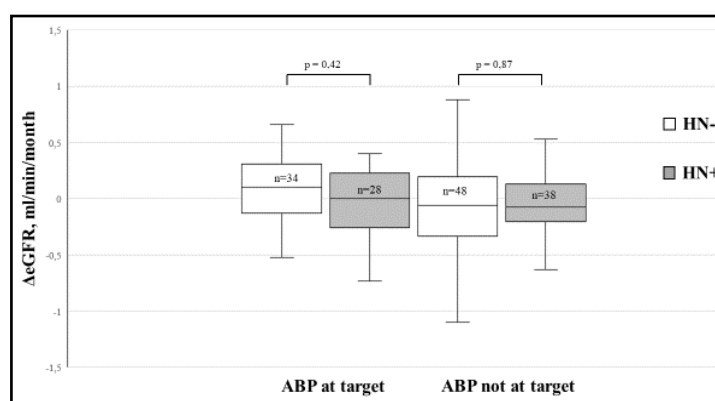 1,5
p = 0,42
p = 0,87
1
HN-
0,5
HN+
n=34
n=28
n=48
n=38
0
-0,5
-1
-1,5
ΔeGFR, ml/min/month
ABP at target
ABP not at target